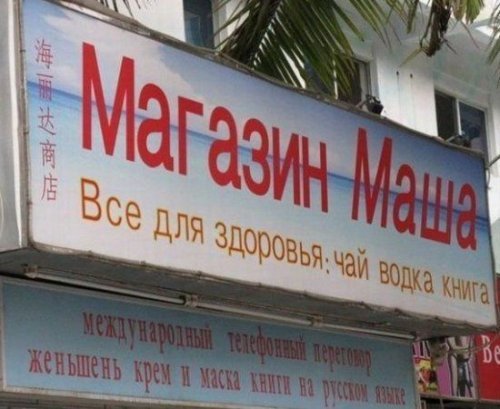 海丽达商店
Магазин Маша
Все для здоровья: чай водка книга
международный телефонный переговор
женьшень крем и маска книги на русском языке
Ве